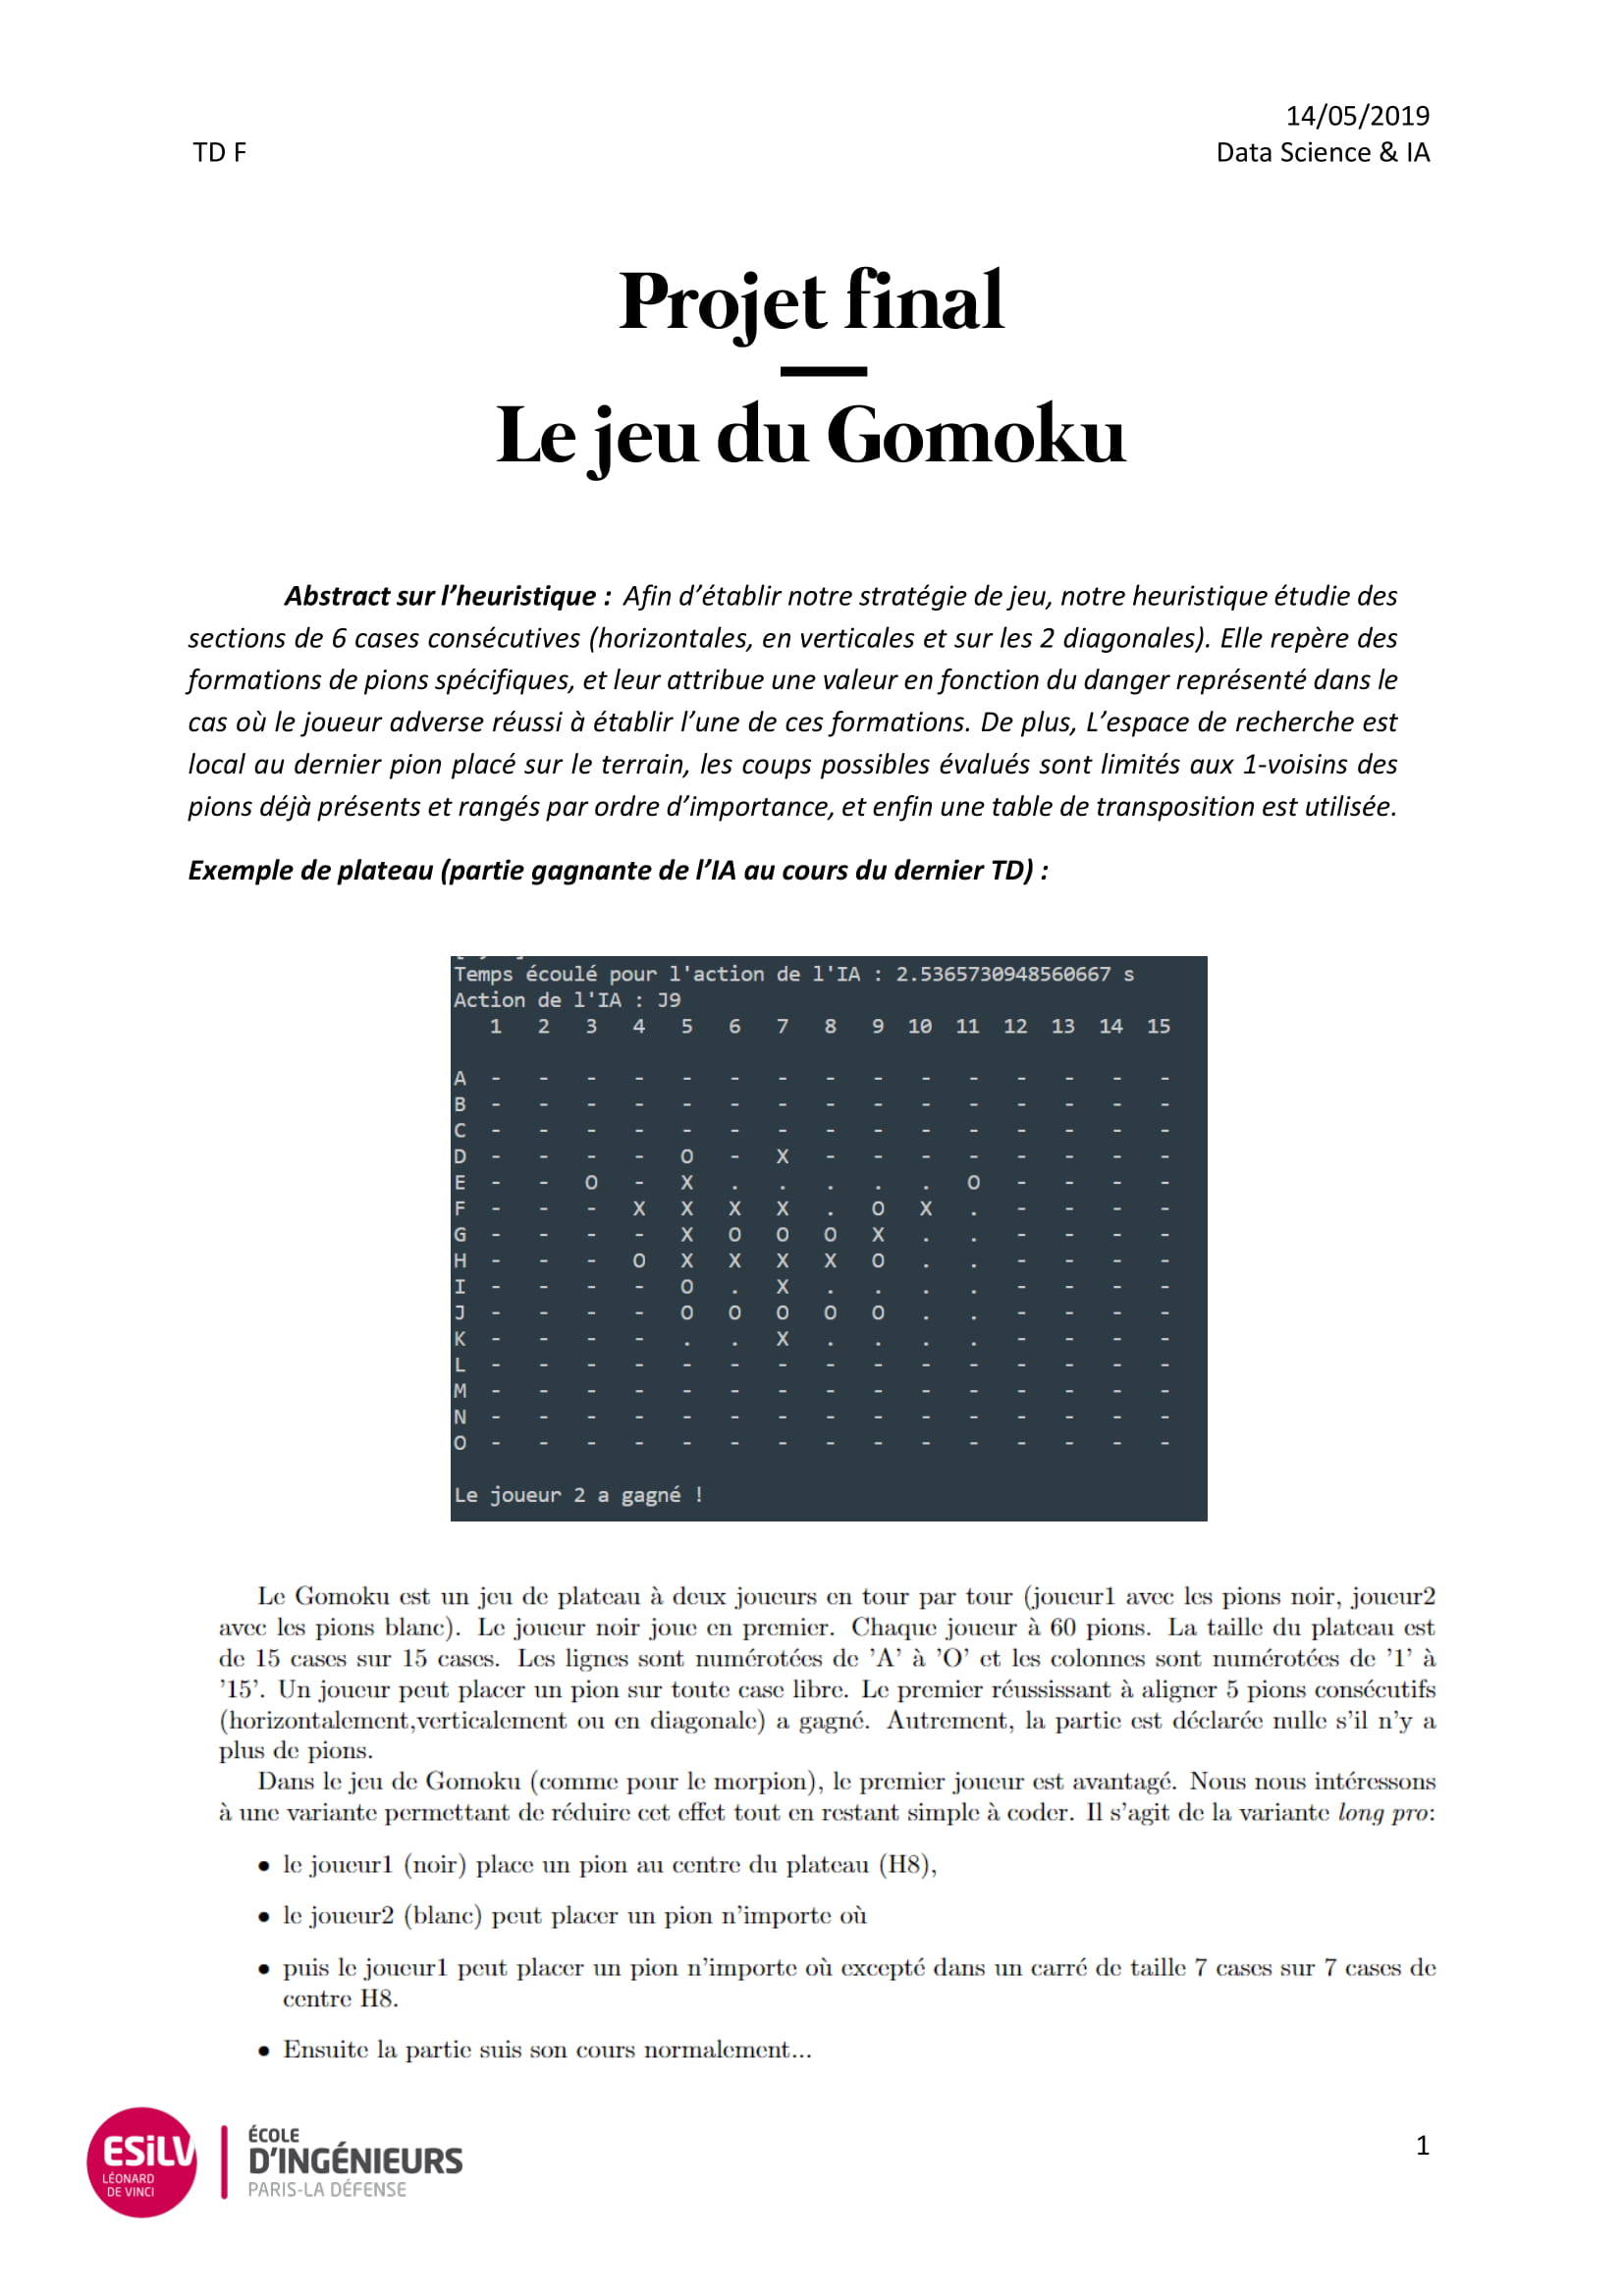 14/05/2019
TD F Data Science & IA
Projet final
Le jeu du Gomoku
Abstract sur l’heuristique : Afin d’établir notre stratégie de jeu, notre heuristique étudie des
sections de 6 cases consécutives (horizontales, en verticales et sur les 2 diagonales). Elle repère des
formations de pions spécifiques, et leur attribue une valeur en fonction du danger représenté dans le
cas où le joueur adverse réussi à établir l’une de ces formations. De plus, L’espace de recherche est
local au dernier pion placé sur le terrain, les coups possibles évalués sont limités aux 1-voisins des
pions déjà présents et rangés par ordre d’importance, et enfin une table de transposition est utilisée.
Exemple de plateau (partie gagnante de l’IA au cours du dernier TD) :
Temps écoulé pour l'action de l'IA : 2.5365730948560667 s
Action de l'IA : J9
1 2 3 4 5 6 7 8 9 10 11 12 13 14 15
A - - - - - - - - - - - - - - -
B - - - - - - - - - - - - - - -
C - - - - - - - - - - - - - - -
D - - - - O - X - - - - - - - -
E - - O - X . . . . . O - - - -
F - - - X X X X . O X . - - - -
G - - - - X O O O X . . - - - -
H - - - O X X X X O . . - - - -
I - - - - O . X . . . . - - - -
J - - - - O O O O O . . - - - -
K - - - - . . X . . . . - - - -
L - - - - - - - - - - - - - - -
M - - - - - - - - - - - - - - -
N - - - - - - - - - - - - - - -
O - - - - - - - - - - - - - - -
Le joueur 2 a gagné !
Le Gomoku est un jeu de plateau à deux joueurs en tour par tour (joueur1 avec les pions noir, joueur2
avec les pions blanc). Le joueur noir joue en premier. Chaque joueur à 60 pions. La taille du plateau est
de 15 cases sur 15 cases. Les lignes sont numérotées de ’A’ à ’O’ et les colonnes sont numérotées de ’1’ à
’15’. Un joueur peut placer un pion sur toute case libre. Le premier réussissant à aligner 5 pions consécutifs
(horizontalement,verticalement ou en diagonale) a gagné. Autrement, la partie est déclarée nulle s’il n’y a
plus de pions.
Dans le jeu de Gomoku (comme pour le morpion), le premier joueur est avantagé. Nous nous intéressons
à une variante permettant de réduire cet effet tout en restant simple à coder. Il s’agit de la variante long pro:
• le joueur1 (noir) place un pion au centre du plateau (H8),
• le joueur2 (blanc) peut placer un pion n’importe où
• puis le joueur1 peut placer un pion n’importe où excepté dans un carré de taille 7 cases sur 7 cases de
centre H8.
• Ensuite la partie suis son cours normalement...
ESiLV
LÉONARD
DE VINCI
ÉCOLE
D'INGÉNIEURS
PARIS-LA DÉFENSE
1